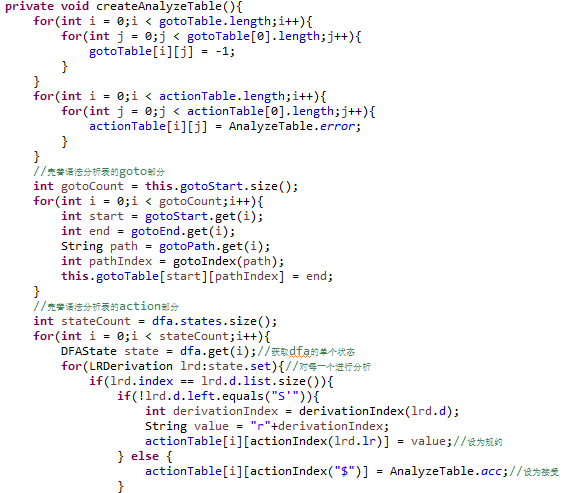 private void createAnalyzeTable(){
    for(int i = 0;i < gotoTable.length;i++){
        for(int j = 0;j < gotoTable[0].length;j++){
            gotoTable[i][j] = -1;
        }
    }
    for(int i = 0;i < actionTable.length;i++){
        for(int j = 0;j < actionTable[0].length;j++){
            actionTable[i][j] = AnalyzeTable.error;
        }
    }
    //完善语法分析表的goto部分
    int gotoCount = this.gotoStart.size();
    for(int i = 0;i < gotoCount;i++){
        int start = gotoStart.get(i);
        int end = gotoEnd.get(i);
        String path = gotoPath.get(i);
        int pathIndex = gotoIndex(path);
        this.gotoTable[start][pathIndex] = end;
    }
    //完善语法分析表的action部分
    int stateCount = dfa.states.size();
    for(int i = 0;i < stateCount;i++){
        DFAState state = dfa.get(i);//获取dfa的单个状态
        for(LRDerivation lrd:state.set){//对每一个进行分析
            if(lrd.index == lrd.d.list.size()){
                if(!lrd.d.left.equals("S'")){
                    int derivationIndex = derivationIndex(lrd.d);
                    String value = "r"+derivationIndex;
                    actionTable[i][actionIndex(lrd.lr)] = value;//设为规约
                } else {
                    actionTable[i][actionIndex("$")] = AnalyzeTable.acc;//设为接受
                }